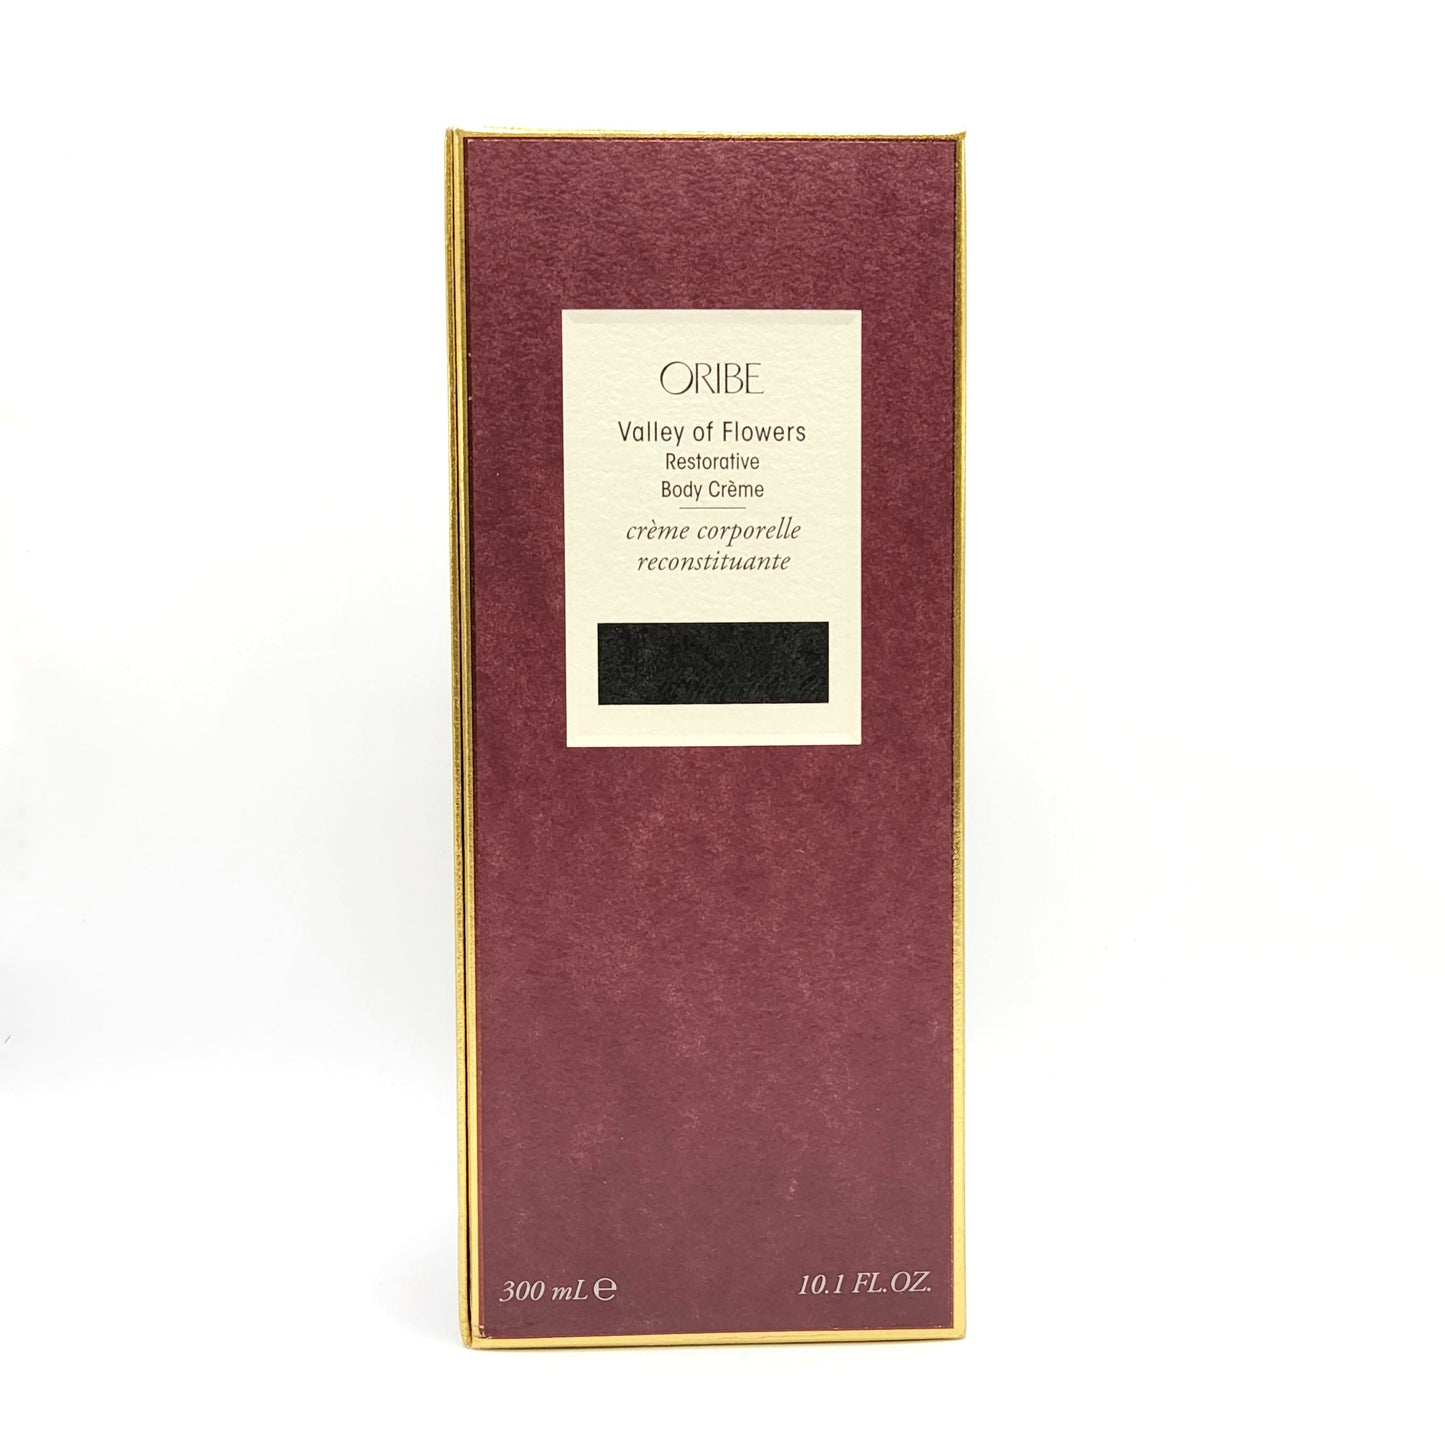 ORIBE
Valley of Flowers
Restorative
Body Crème
crème corporelle
reconstituante
300 mL ℮
10.1 FL.OZ.